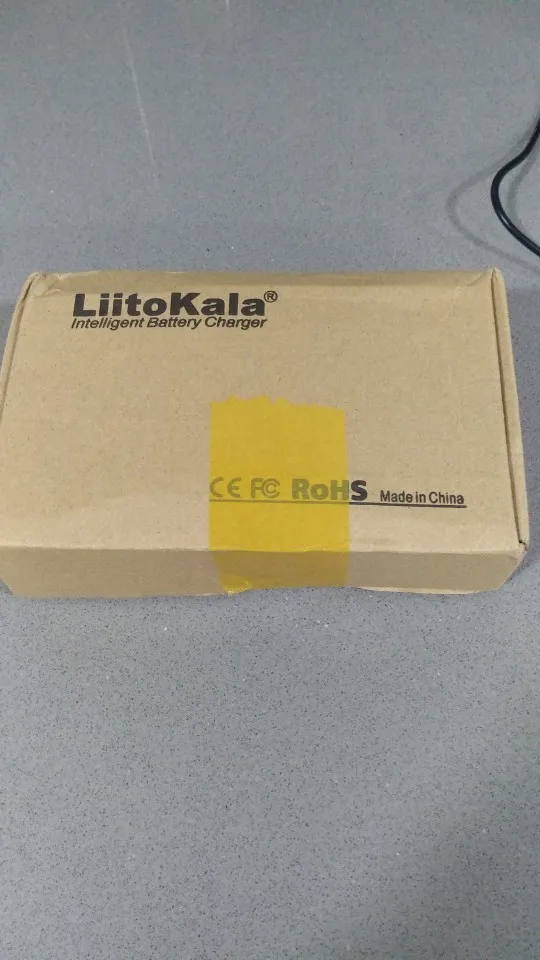 LiitoKala®
Intelligent Battery Charger
CE FC RoHS Made in China